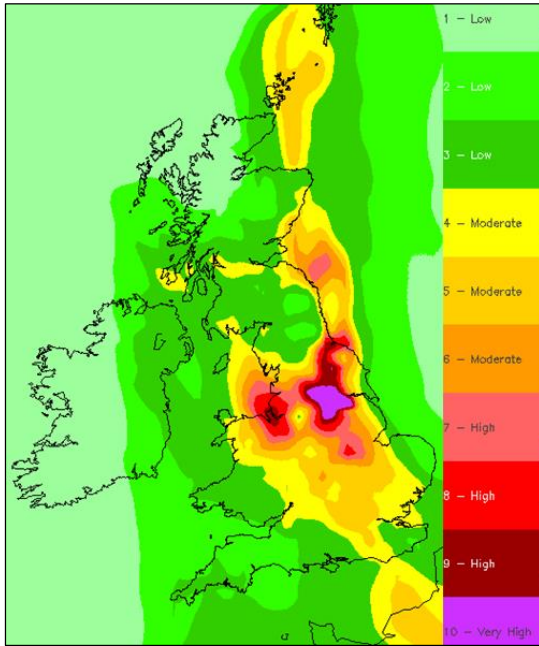 1 – Low
2 – Low
3 – Low
4 – Moderate
5 – Moderate
6 – Moderate
7 – High
8 – High
9 – High
10 – Very High